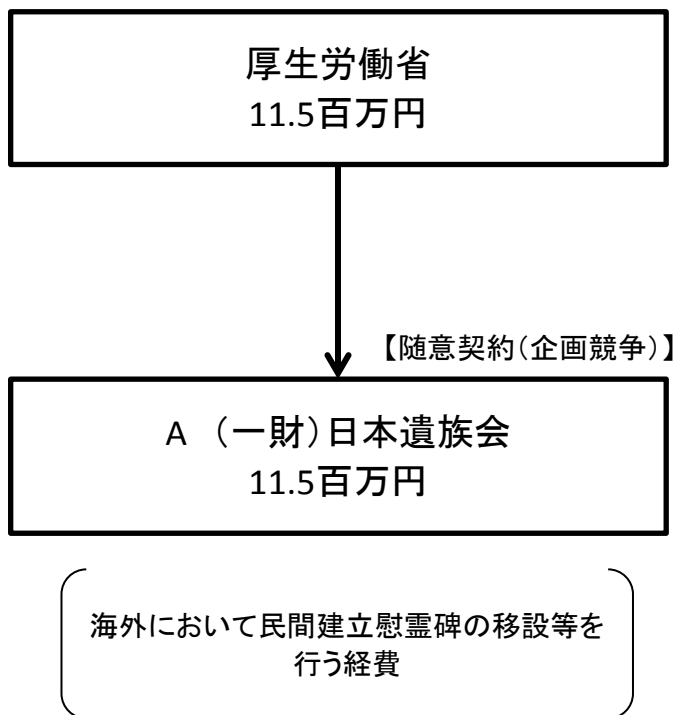 厚生労働省
11.5百万円
【随意契約(企画競争)】
A (一財)日本遺族会
11.5百万円
海外において民間建立慰霊碑の移設等を
行う経費